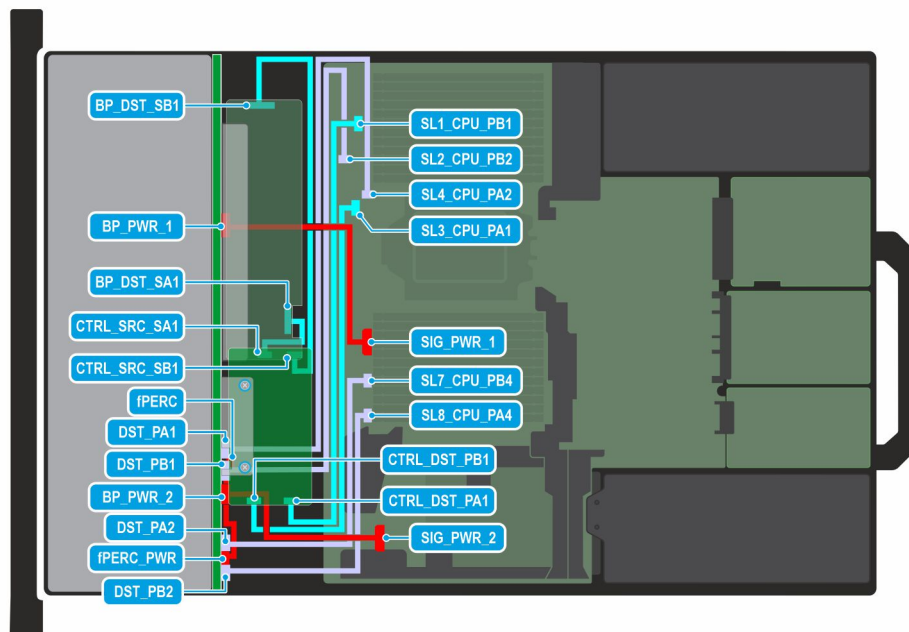 BP_DST_SB1
BP_PWR_1
BP_DST_SA1
CTRL_SRC_SA1
CTRL_SRC_SB1
fPERC
DST_PA1
DST_PB1
BP_PWR_2
DST_PA2
fPERC_PWR
DST_PB2
SL1_CPU_PB1
SL2_CPU_PB2
SL4_CPU_PA2
SL3_CPU_PA1
SIG_PWR_1
SL7_CPU_PB4
SL8_CPU_PA4
CTRL_DST_PB1
CTRL_DST_PA1
SIG_PWR_2